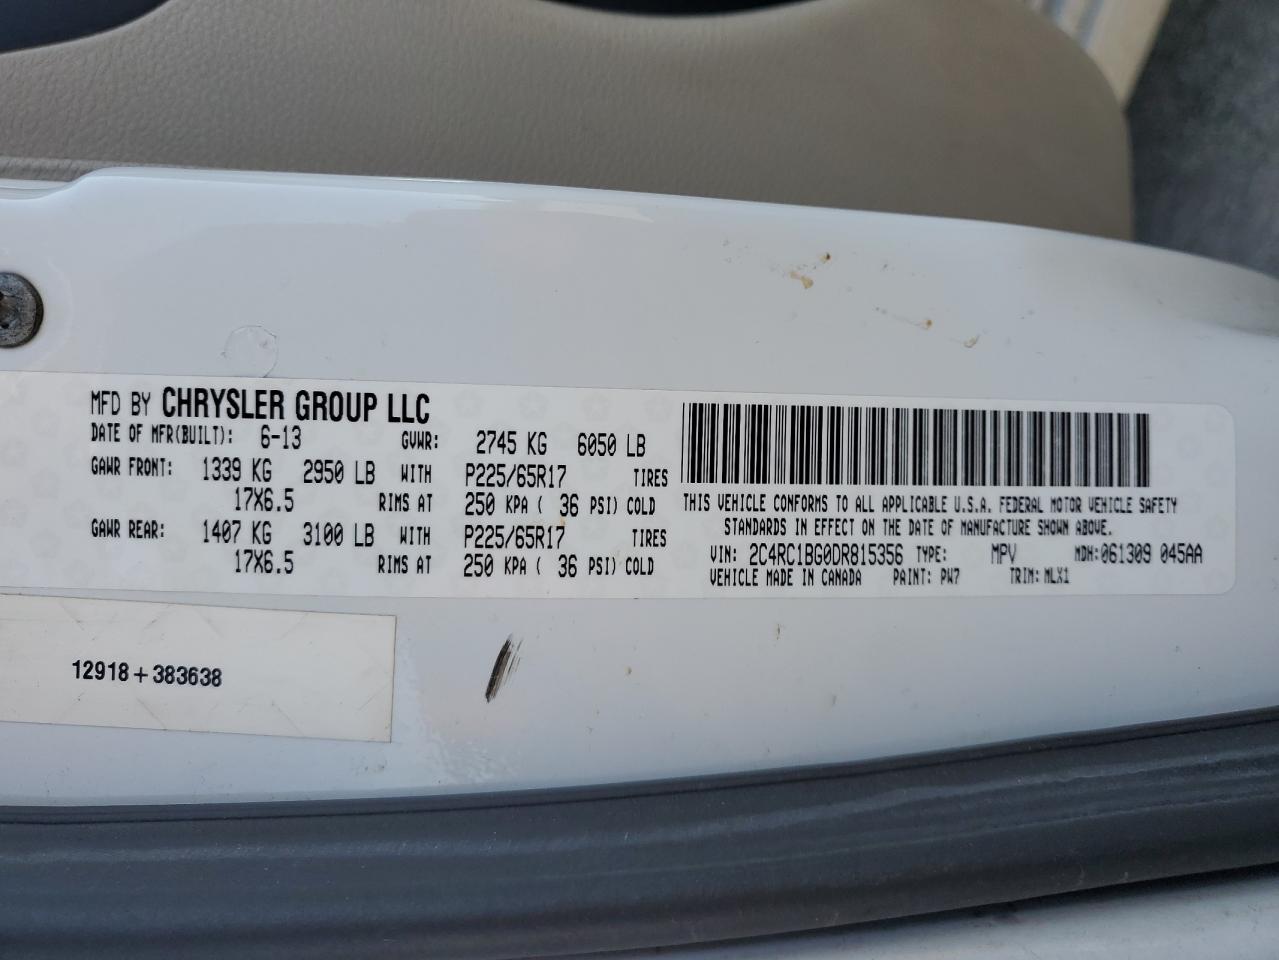 MFD BY CHRYSLER GROUP LLC
DATE OF MFR(BUILT): 6-13 GVWR: 2745 KG 6050 LB
GAWR FRONT: 1339 KG 2950 LB WITH P225/65R17 TIRES
17X6.5 RIMS AT 250 KPA ( 36 PSI) COLD
GAWR REAR: 1407 KG 3100 LB WITH P225/65R17 TIRES
17X6.5 RIMS AT 250 KPA ( 36 PSI) COLD
THIS VEHICLE CONFORMS TO ALL APPLICABLE U.S.A. FEDERAL MOTOR VEHICLE SAFETY
STANDARDS IN EFFECT ON THE DATE OF MANUFACTURE SHOWN ABOVE.
VIN: 2C4RC1BG0DR815356 TYPE: MPV MDH:061309 045AA
VEHICLE MADE IN CANADA PAINT: PW7 TRIM: MLX1
12918+383638